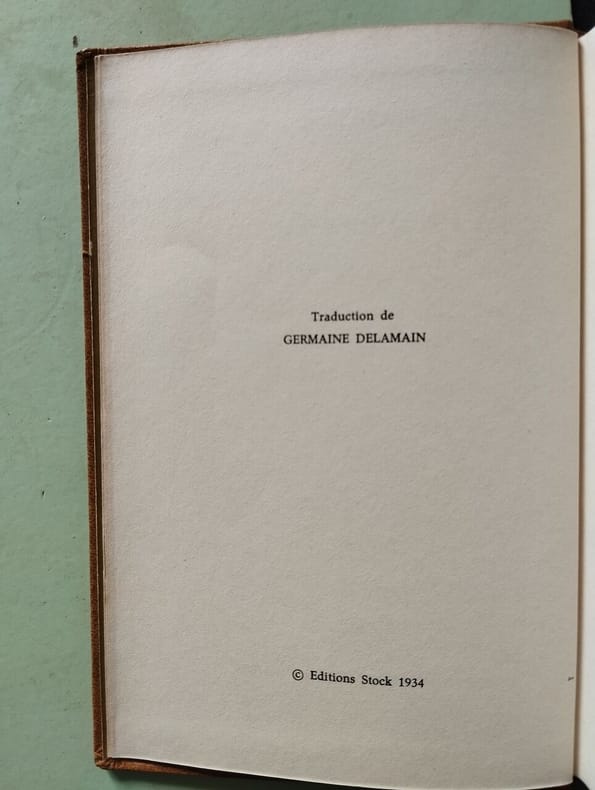 Traduction de
GERMAINE DELAMAIN
© Editions Stock 1934